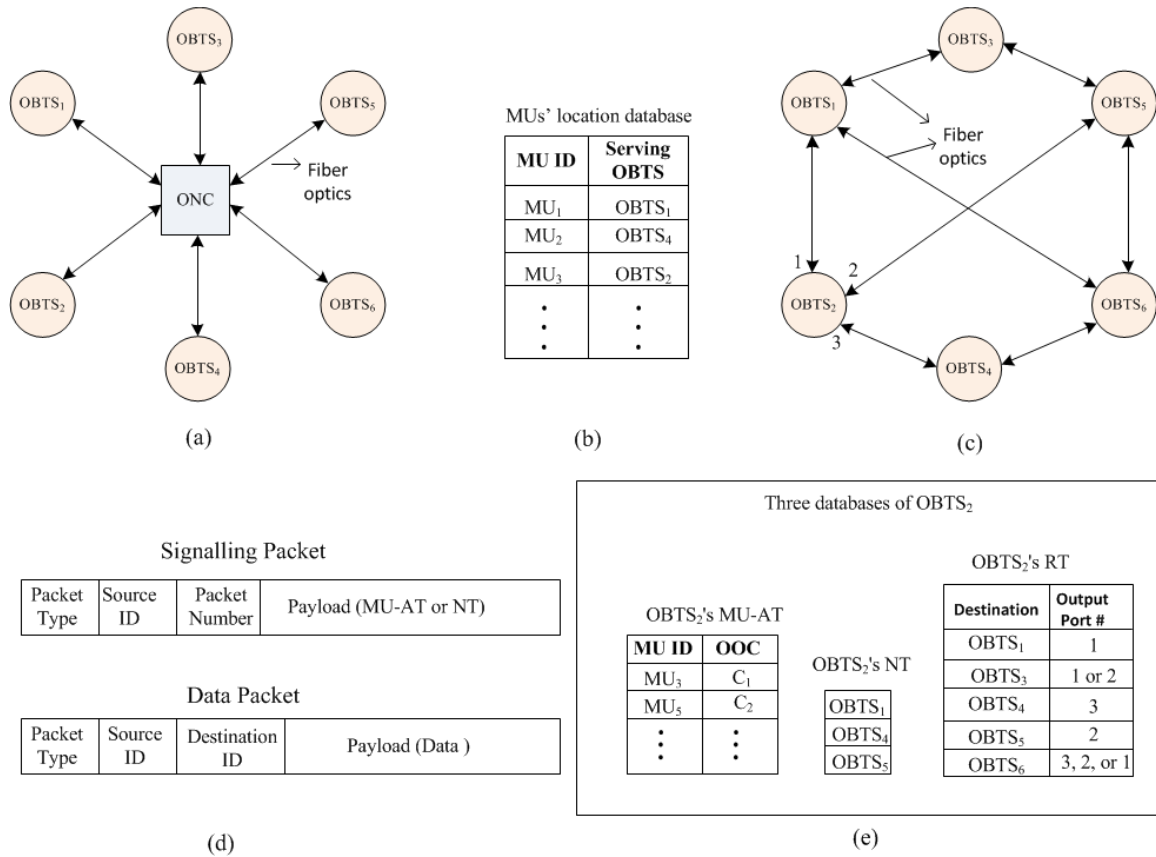 OBTS₃
OBTS₁
OBTS₅
ONC
Fiber
optics
OBTS₂
OBTS₆
OBTS₄
(a)
MUs' location database
MU ID Serving OBTS
MU₁ OBTS₁
MU₂ OBTS₄
MU₃ OBTS₂
(b)
OBTS₃
OBTS₁
OBTS₅
Fiber
optics
1 2
OBTS₂
OBTS₆
3
OBTS₄
(c)
Signalling Packet
Packet Type Source ID Packet Number Payload (MU-AT or NT)
Data Packet
Packet Type Source ID Destination ID Payload (Data )
(d)
Three databases of OBTS₂
OBTS₂'s MU-AT
MU ID OOC
MU₃ C₁
MU₅ C₂
OBTS₂'s NT
OBTS₁
OBTS₄
OBTS₅
OBTS₂'s RT
Destination Output Port #
OBTS₁ 1
OBTS₃ 1 or 2
OBTS₄ 3
OBTS₅ 2
OBTS₆ 3, 2, or 1
(e)